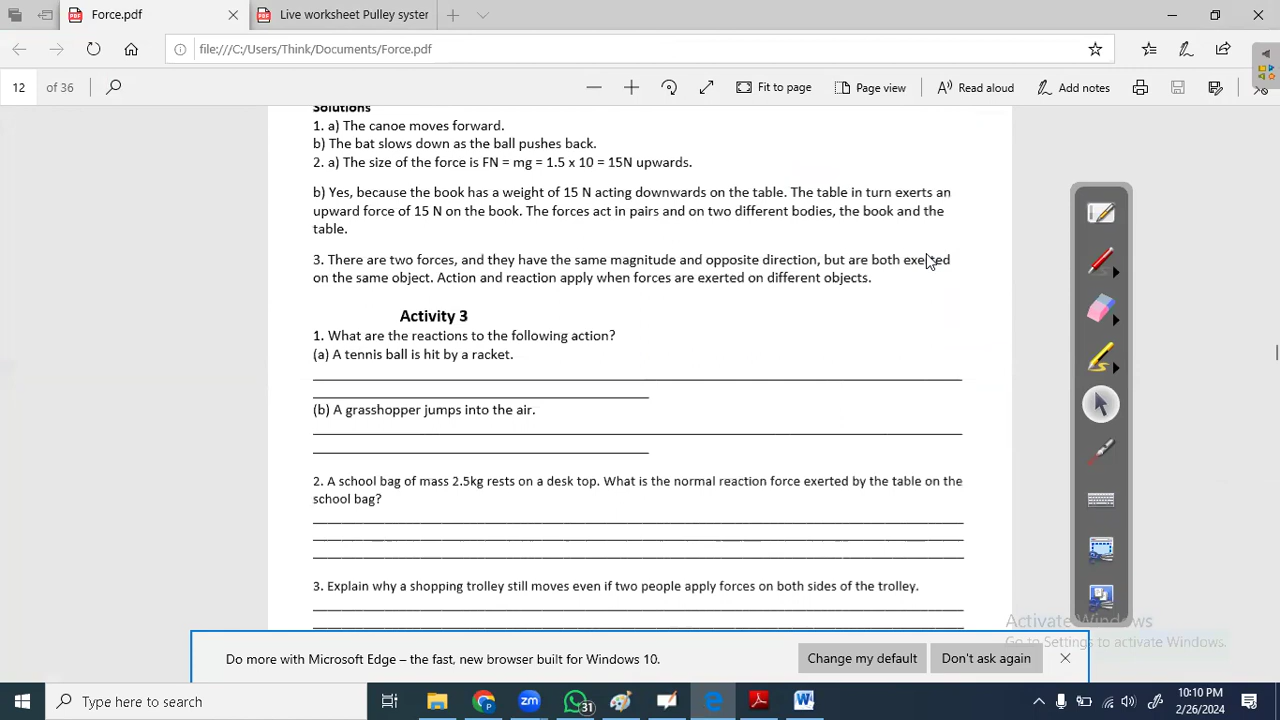 Force.pdf
Live worksheet Pulley syster
file:///C:/Users/Think/Documents/Force.pdf
12 of 36
Fit to page
Page view
Read aloud
Add notes
Solutions
1. a) The canoe moves forward.
b) The bat slows down as the ball pushes back.
2. a) The size of the force is FN = mg = 1.5 x 10 = 15N upwards.
b) Yes, because the book has a weight of 15 N acting downwards on the table. The table in turn exerts an
upward force of 15 N on the book. The forces act in pairs and on two different bodies, the book and the
table.
3. There are two forces, and they have the same magnitude and opposite direction, but are both exerted
on the same object. Action and reaction apply when forces are exerted on different objects.
Activity 3
1. What are the reactions to the following action?
(a) A tennis ball is hit by a racket.
(b) A grasshopper jumps into the air.
2. A school bag of mass 2.5kg rests on a desk top. What is the normal reaction force exerted by the table on the
school bag?
3. Explain why a shopping trolley still moves even if two people apply forces on both sides of the trolley.
Activate Windows
Go to Settings to activate Windows.
Do more with Microsoft Edge – the fast, new browser built for Windows 10.
Change my default
Don't ask again
Type here to search
31
10:10 PM
2/26/2024